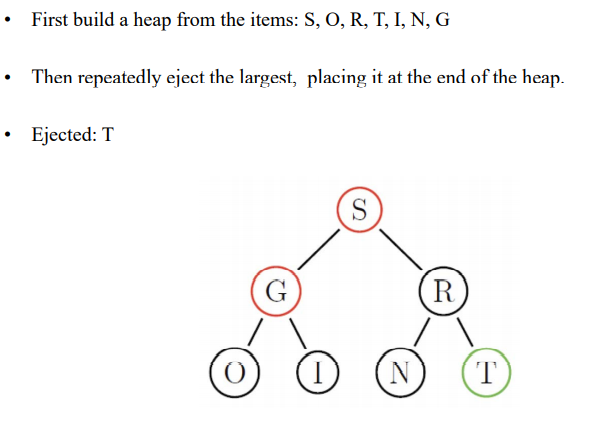 • First build a heap from the items: S, O, R, T, I, N, G
• Then repeatedly eject the largest, placing it at the end of the heap.
• Ejected: T
S
G R
O I N T